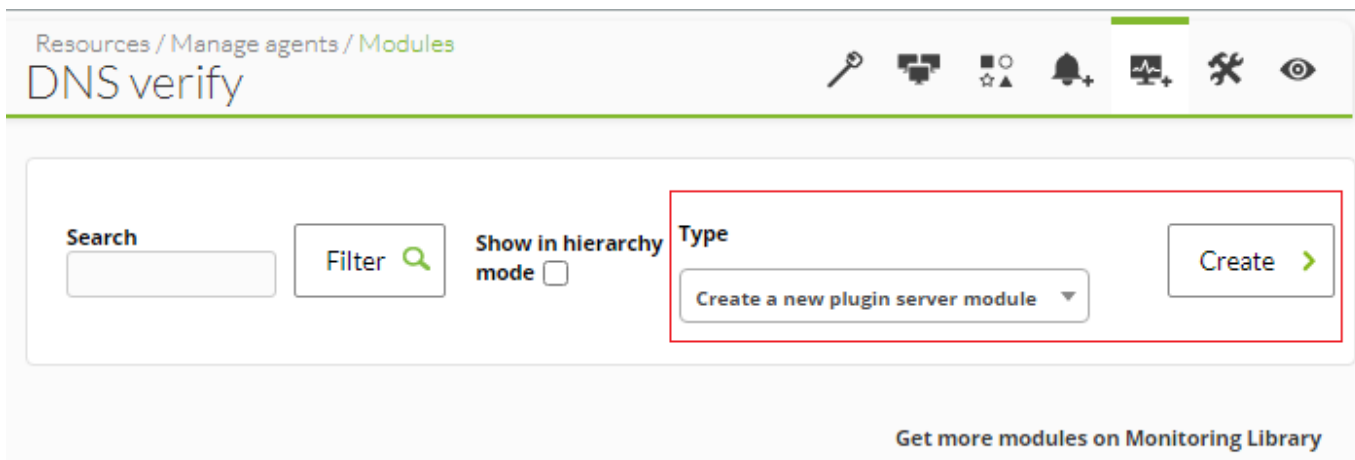 Resources / Manage agents / Modules
DNS verify
Search
Filter
Show in hierarchy
mode
Type
Create a new plugin server module
Create
Get more modules on Monitoring Library